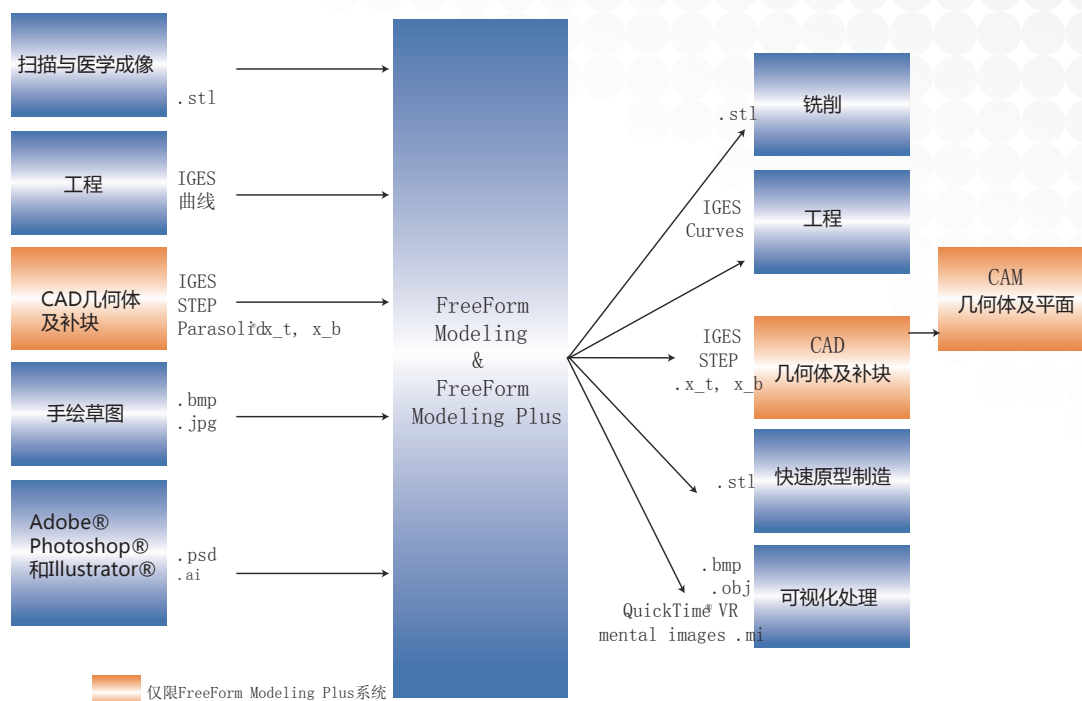 扫描与医学成像
.stl
工程
IGES
曲线
CAD几何体
及补块
IGES
STEP
Parasolid® x_t, x_b
手绘草图
.bmp
.jpg
Adobe®
Photoshop®
和Illustrator®
.psd
.ai
仅限FreeForm Modeling Plus系统
FreeForm
Modeling
&
FreeForm
Modeling Plus
.stl
铣削
IGES
Curves
工程
IGES
STEP
.x_t, x_b
CAD
几何体及补块
CAM
几何体及平面
.stl
快速原型制造
.bmp
.obj
QuickTime® VR
mental images .mi
可视化处理